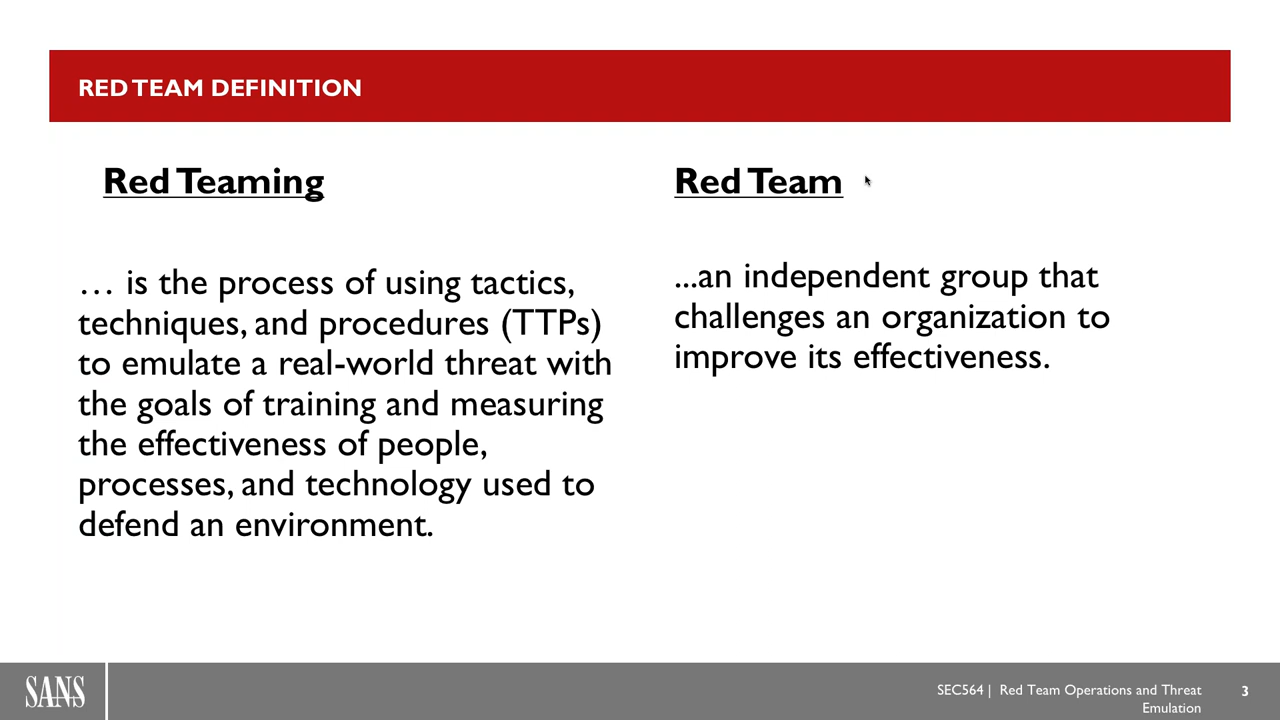 RED TEAM DEFINITION
Red Teaming
… is the process of using tactics,
techniques, and procedures (TTPs)
to emulate a real-world threat with
the goals of training and measuring
the effectiveness of people,
processes, and technology used to
defend an environment.
Red Team
...an independent group that
challenges an organization to
improve its effectiveness.
SANS
SEC564 | Red Team Operations and Threat
Emulation
3